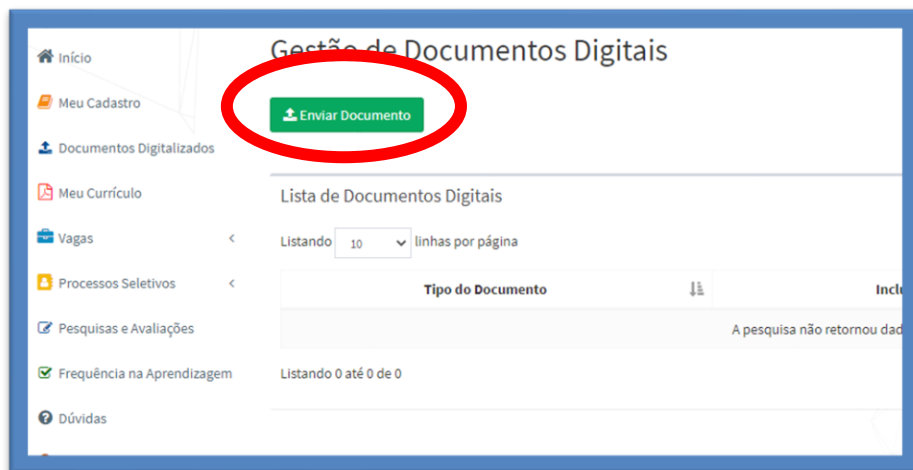 Início
Meu Cadastro
Documentos Digitalizados
Meu Currículo
Vagas
Processos Seletivos
Pesquisas e Avaliações
Frequência na Aprendizagem
Dúvidas
Gestão de Documentos Digitais
Enviar Documento
Lista de Documentos Digitais
Listando 10 linhas por página
Tipo do Documento
A pesquisa não retornou
Listando 0 até 0 de 0